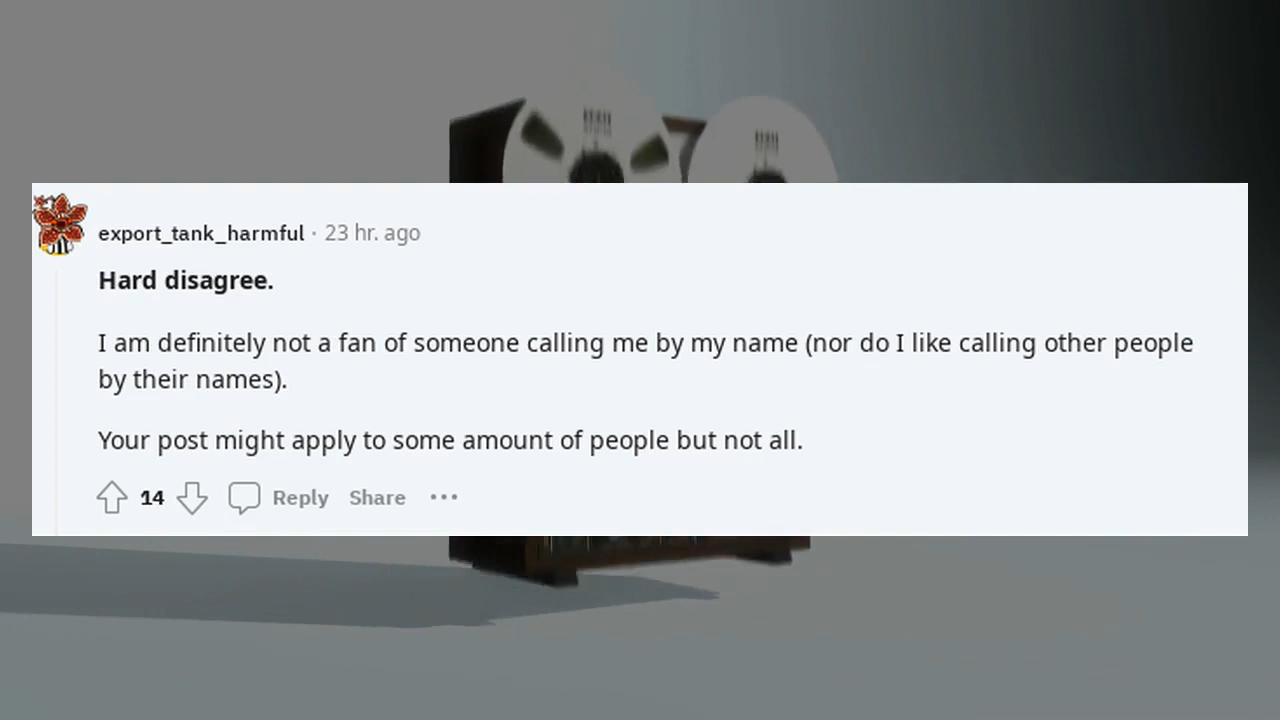 export_tank_harmful · 23 hr. ago
Hard disagree.
I am definitely not a fan of someone calling me by my name (nor do I like calling other people
by their names).
Your post might apply to some amount of people but not all.
14 Reply Share ...